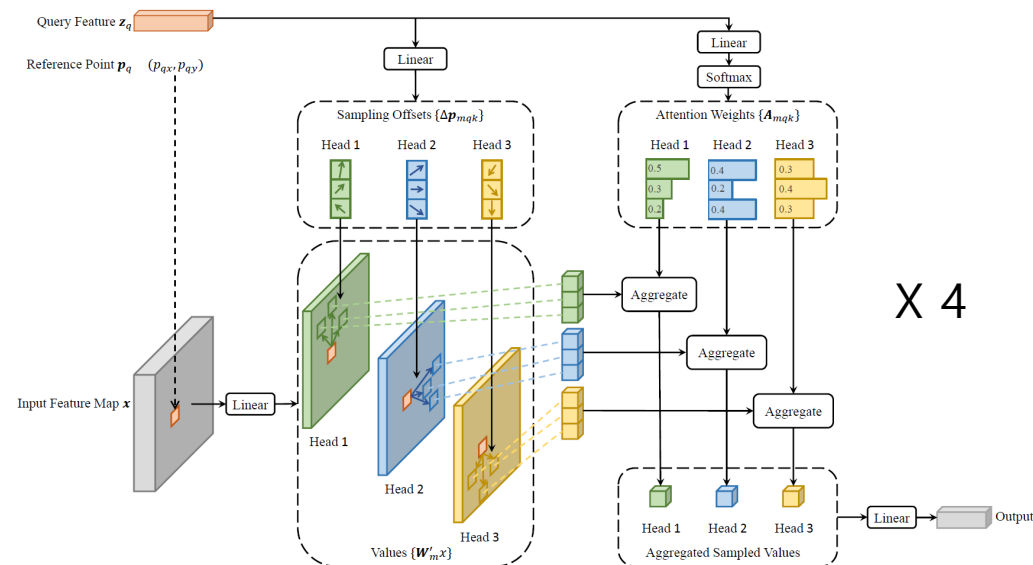 Query Feature z_q
Reference Point p_q (p_qx, p_qy)
Linear
Linear
Softmax
Sampling Offsets {Δp_mqk}
Head 1 Head 2 Head 3
Attention Weights {A_mqk}
Head 1 Head 2 Head 3
0.5 0.4 0.3
0.3 0.2 0.4
0.2 0.4 0.3
Aggregate
Aggregate
Aggregate
X 4
Input Feature Map x
Linear
Head 1
Head 2
Head 3
Values {W'_m x}
Head 1 Head 2 Head 3
Aggregated Sampled Values
Linear
Output